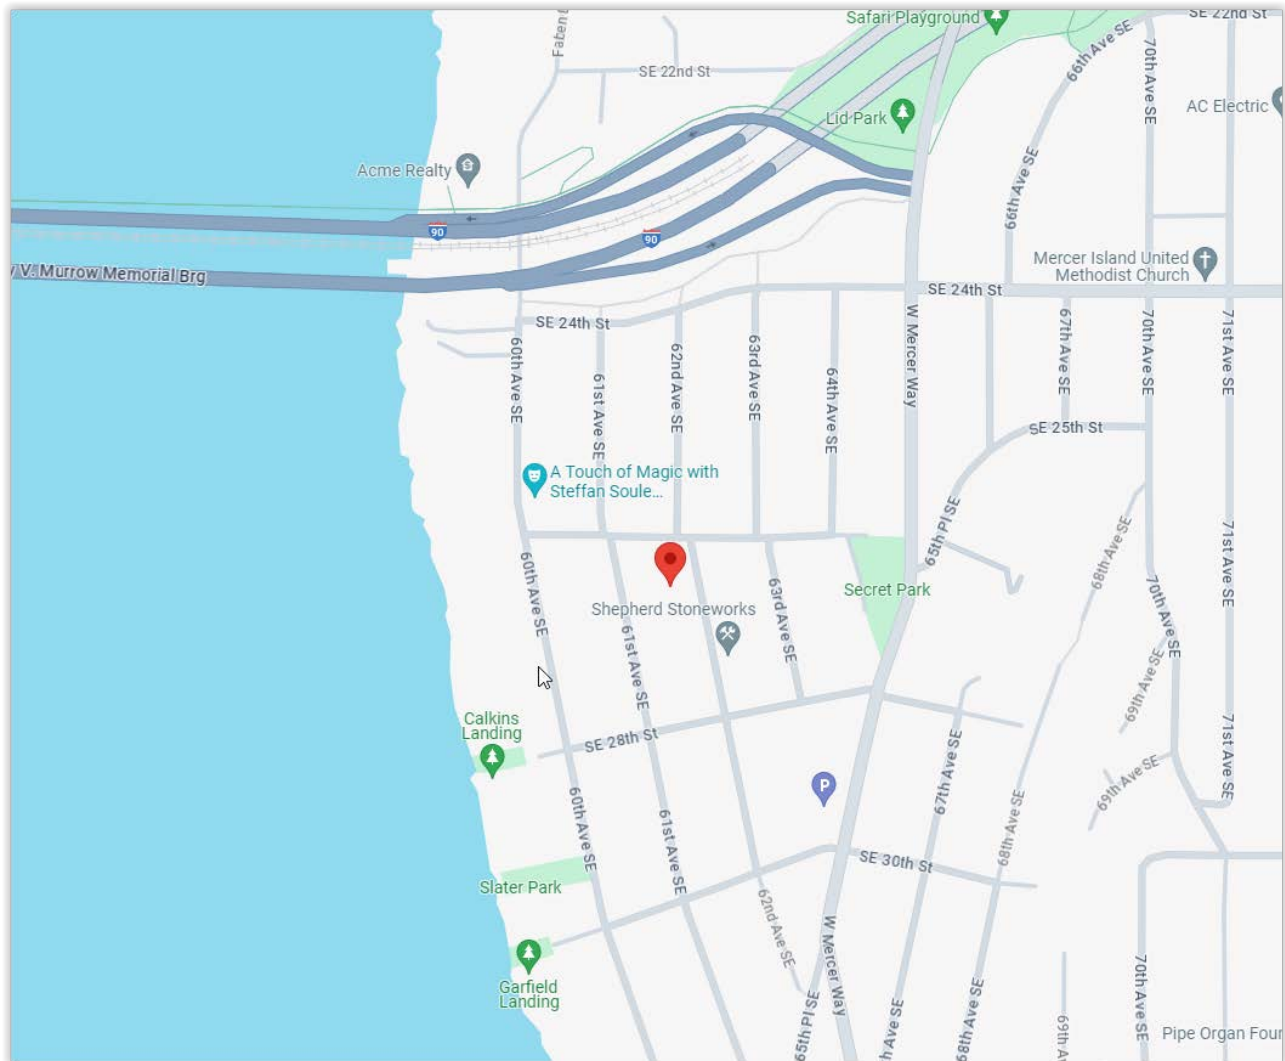 Safari Playground
SE 22nd St
SE 22nd St
66th Ave SE
70th Ave SE
AC Electric
Lid Park
Acme Realty
66th Ave SE
90
90
Mercer Island United
Methodist Church
V. Murrow Memorial Brg
SE 24th St
SE 24th St
60th Ave SE
61st Ave SE
62nd Ave SE
63rd Ave SE
64th Ave SE
W Mercer Way
67th Ave SE
70th Ave SE
71st Ave SE
SE 25th St
A Touch of Magic with
Steffan Soule...
65th Pl SE
68th Ave SE
71st Ave SE
60th Ave SE
Shepherd Stoneworks
63rd Ave SE
Secret Park
70th Ave SE
61st Ave SE
69th Ave SE
Calkins
Landing
SE 28th St
P
67th Ave SE
71st Ave SE
69th Ave SE
60th Ave SE
61st Ave SE
68th Ave SE
SE 30th St
Slater Park
62nd Ave SE
W Mercer Way
Garfield
Landing
65th Pl SE
h Ave SE
68th Ave SE
69th A
70th Ave SE
Pipe Organ Four